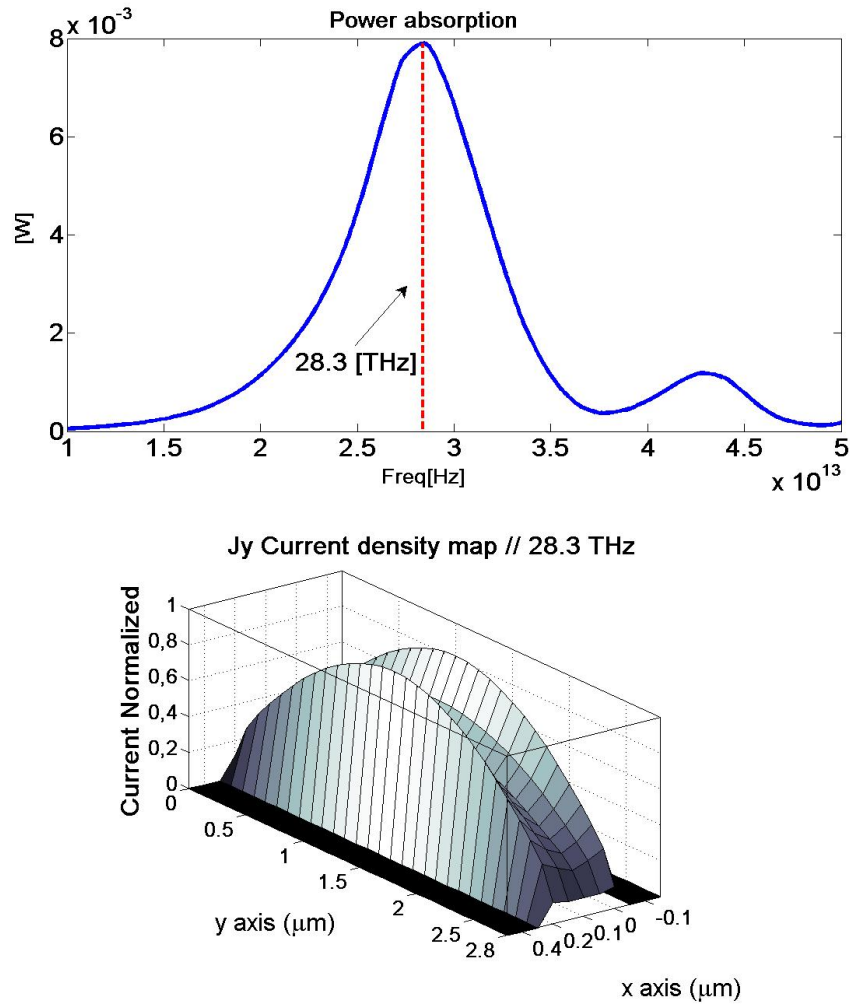 Power absorption
x 10⁻³
8
6
4
2
0
[W]
28.3 [THz]
1 1.5 2 2.5 3 3.5 4 4.5 5
Freq[Hz]
x 10¹³
Jy Current density map // 28.3 THz
Current Normalized
1
0,8
0,6
0,4
0,2
0
0 0.5 1 1.5 2 2.5 2.8
y axis (μm)
0.4 0.2 0.1 0 -0.1
x axis (μm)